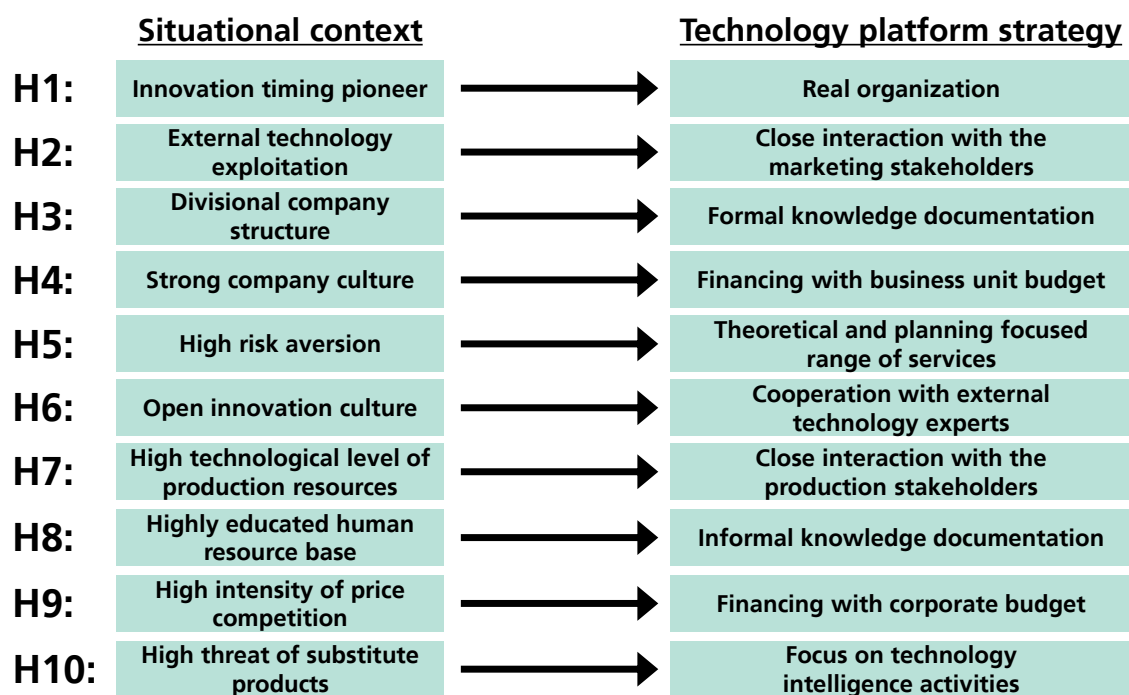 Situational context
Technology platform strategy
H1:
Innovation timing pioneer
Real organization
H2:
External technology
exploitation
Close interaction with the
marketing stakeholders
H3:
Divisional company
structure
Formal knowledge documentation
H4:
Strong company culture
Financing with business unit budget
H5:
High risk aversion
Theoretical and planning focused
range of services
H6:
Open innovation culture
Cooperation with external
technology experts
H7:
High technological level of
production resources
Close interaction with the
production stakeholders
H8:
Highly educated human
resource base
Informal knowledge documentation
H9:
High intensity of price
competition
Financing with corporate budget
H10:
High threat of substitute
products
Focus on technology
intelligence activities